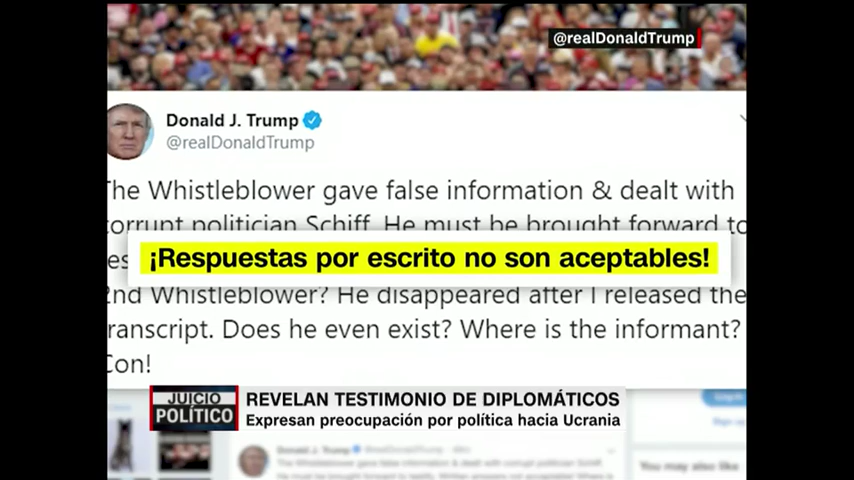 @realDonaldTrump
Donald J. Trump
@realDonaldTrump
The Whistleblower gave false information & dealt with
corrupt politician Schiff. He must be brought forward to
¡Respuestas por escrito no son aceptables!
2nd Whistleblower? He disappeared after I released the
transcript. Does he even exist? Where is the informant?
Con!
JUICIO
POLÍTICO
REVELAN TESTIMONIO DE DIPLOMÁTICOS
Expresan preocupación por política hacia Ucrania
You may also like